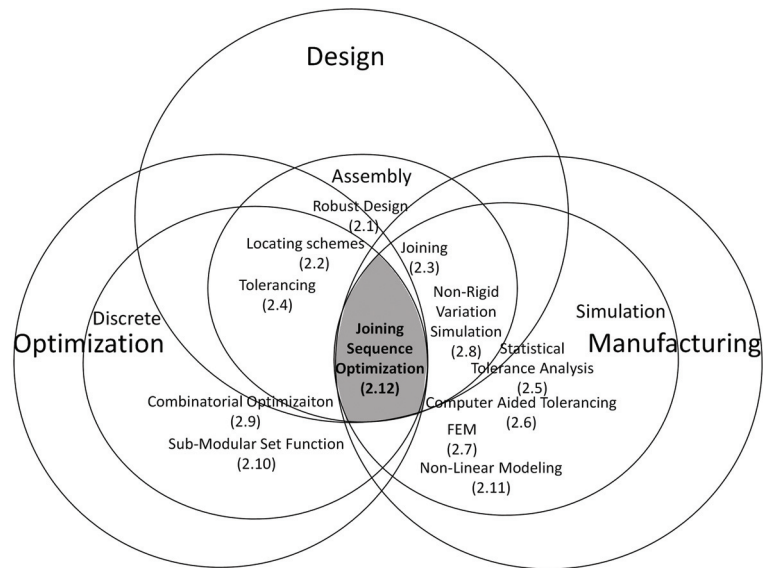 Design
Assembly
Robust Design
(2.1)
Locating schemes
(2.2)
Joining
(2.3)
Tolerancing
(2.4)
Non-Rigid
Variation
Simulation
(2.8)
Discrete
Optimization
Simulation
Manufacturing
Joining
Sequence
Optimization
(2.12)
Statistical
Tolerance Analysis
(2.5)
Combinatorial Optimizaiton
(2.9)
Computer Aided Tolerancing
(2.6)
Sub-Modular Set Function
(2.10)
FEM
(2.7)
Non-Linear Modeling
(2.11)